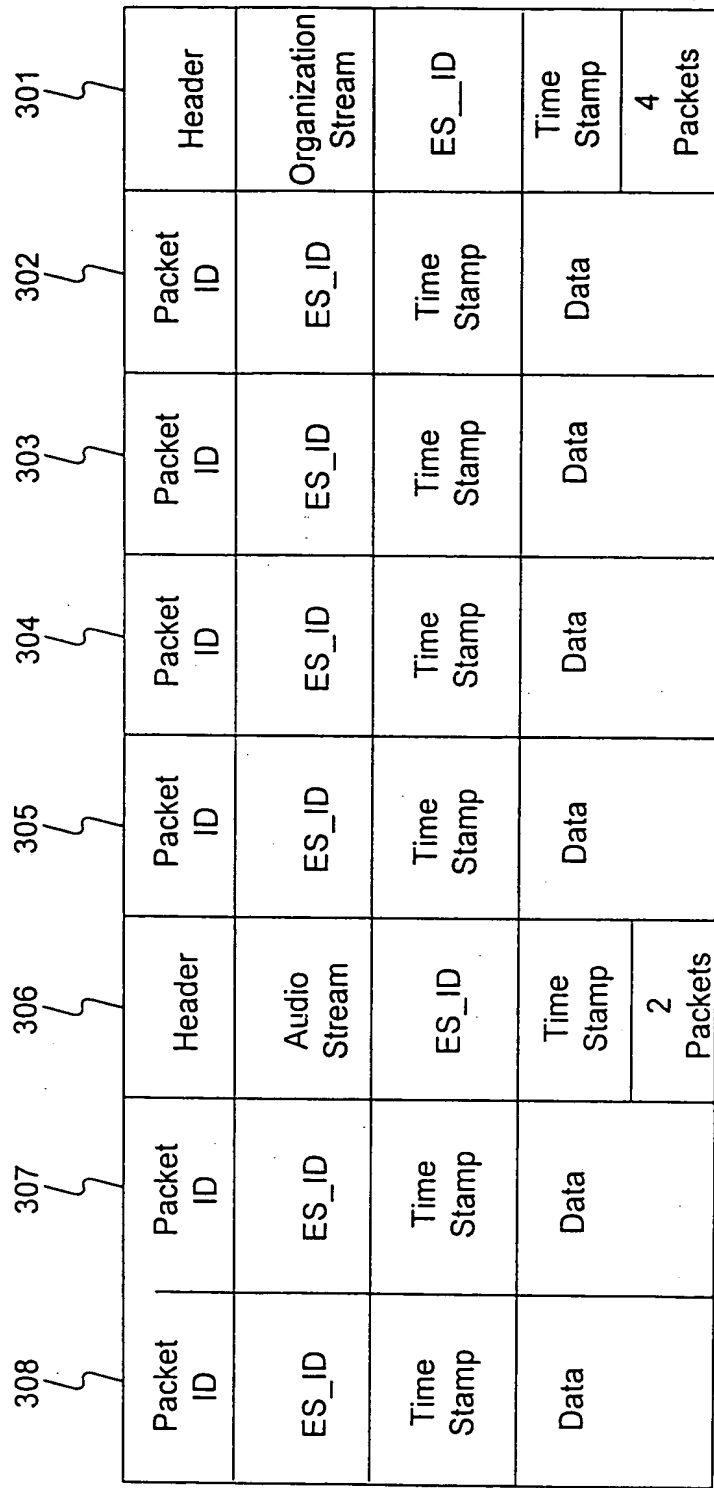 308 307 306 305 304 303 302 301
Packet ID Packet ID Header Packet ID Packet ID Packet ID Packet ID Header
ES_ID ES_ID Audio Stream ES_ID ES_ID ES_ID ES_ID Organization Stream
Time Stamp Time Stamp ES_ID Time Stamp Time Stamp Time Stamp Time Stamp ES__ID
Data Data Time Stamp Data Data Data Data Time Stamp
2 Packets 4 Packets